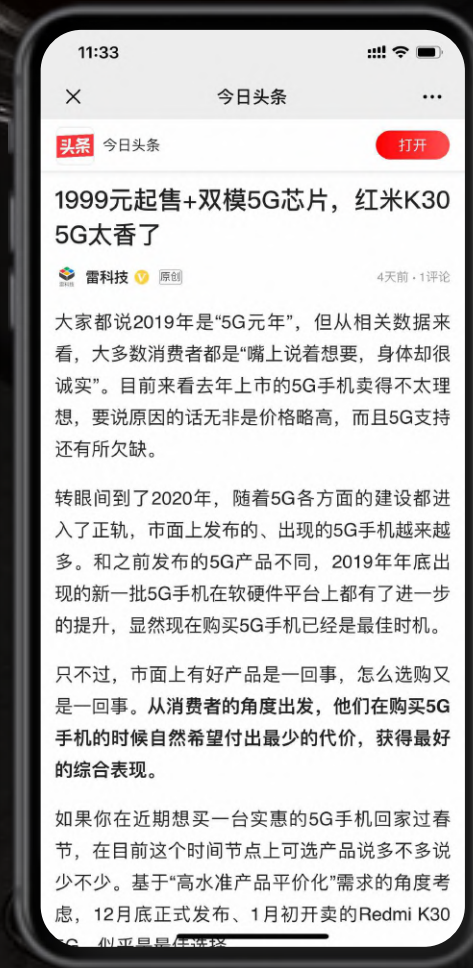 11:33
今日头条
头条 今日头条 打开
1999元起售+双模5G芯片，红米K30
5G太香了
雷科技 V 原创 4天前·1评论
大家都说2019年是“5G元年”，但从相关数据来
看，大多数消费者都是“嘴上说着想要，身体却很
诚实”。目前来看去年上市的5G手机卖得不太理
想，要说原因的话无非是价格略高，而且5G支持
还有所欠缺。
转眼间到了2020年，随着5G各方面的建设都进
入了正轨，市面上发布的、出现的5G手机越来越
多。和之前发布的5G产品不同，2019年年底出
现的新一批5G手机在软硬件平台上都有了进一步
的提升，显然现在购买5G手机已经是最佳时机。
只不过，市面上有好产品是一回事，怎么选购又
是一回事。从消费者的角度出发，他们在购买5G
手机的时候自然希望付出最少的代价，获得最好
的综合表现。
如果你在近期想买一台实惠的5G手机回家过春
节，在目前这个时间节点上可选产品说多不多说
少不少。基于“高水准产品平价化”需求的角度考
虑，12月底正式发布、1月初开卖的Redmi K30
5G，似乎是最佳选择